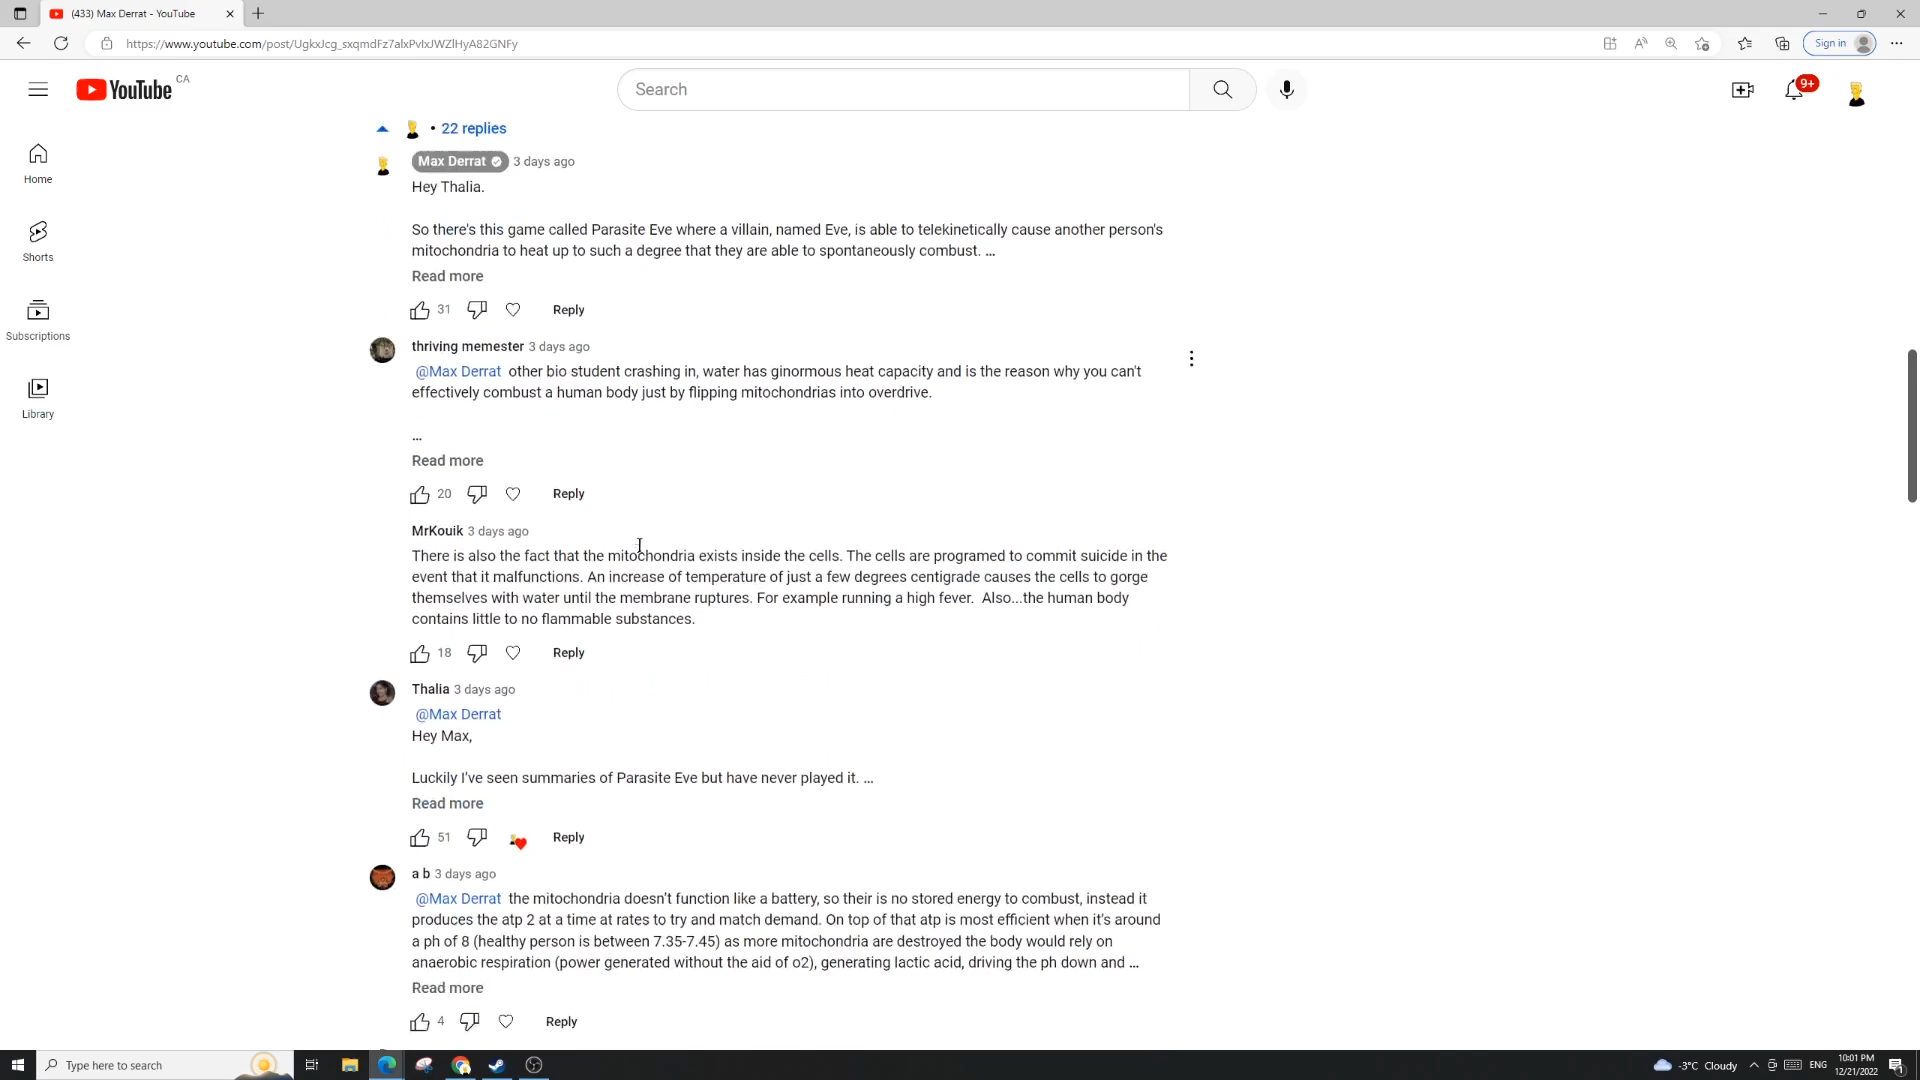 (433) Max Derrat - YouTube
https://www.youtube.com/post/UgkxJcg_sxqmdFz7alxPvIxJWZlHyA82GNFy
Sign in
YouTube CA
Search
9+
Home
Shorts
Subscriptions
Library
• 22 replies
Max Derrat 3 days ago
Hey Thalia.
So there's this game called Parasite Eve where a villain, named Eve, is able to telekinetically cause another person's
mitochondria to heat up to such a degree that they are able to spontaneously combust. ...
Read more
31 Reply
thriving memester 3 days ago
@Max Derrat other bio student crashing in, water has ginormous heat capacity and is the reason why you can't
effectively combust a human body just by flipping mitochondrias into overdrive.
...
Read more
20 Reply
MrKouik 3 days ago
There is also the fact that the mitochondria exists inside the cells. The cells are programed to commit suicide in the
event that it malfunctions. An increase of temperature of just a few degrees centigrade causes the cells to gorge
themselves with water until the membrane ruptures. For example running a high fever. Also...the human body
contains little to no flammable substances.
18 Reply
Thalia 3 days ago
@Max Derrat
Hey Max,
Luckily I've seen summaries of Parasite Eve but have never played it. ...
Read more
51 Reply
a b 3 days ago
@Max Derrat the mitochondria doesn't function like a battery, so their is no stored energy to combust, instead it
produces the atp 2 at a time at rates to try and match demand. On top of that atp is most efficient when it's around
a ph of 8 (healthy person is between 7.35-7.45) as more mitochondria are destroyed the body would rely on
anaerobic respiration (power generated without the aid of o2), generating lactic acid, driving the ph down and ...
Read more
4 Reply
Type here to search
-3°C Cloudy
ENG
10:01 PM
12/21/2022